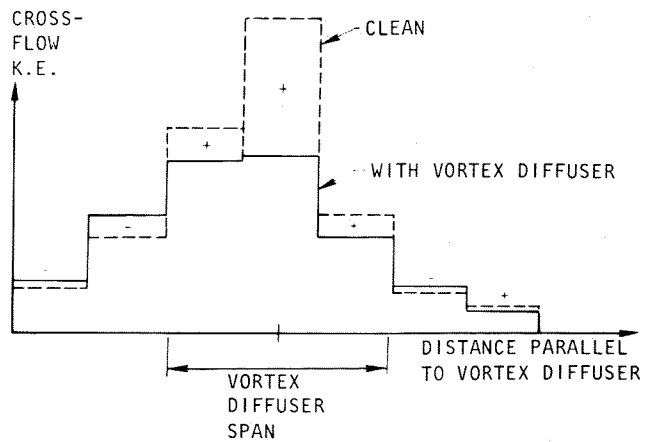 CROSS-
FLOW
K.E.
CLEAN
+
+
WITH VORTEX DIFFUSER
-
-
+
-
+
DISTANCE PARALLEL
TO VORTEX DIFFUSER
VORTEX
DIFFUSER
SPAN